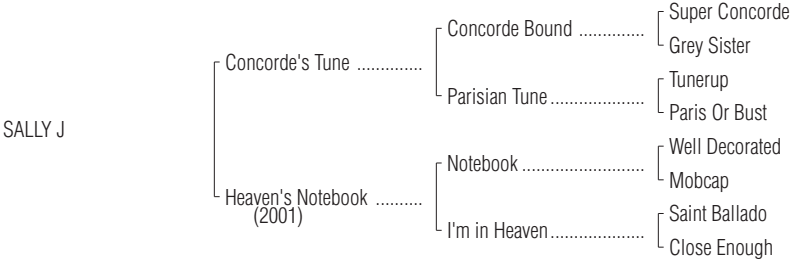 Super Concorde
Concorde Bound ..............
Grey Sister
Concorde's Tune ..............
Tunerup
Parisian Tune ....................
Paris Or Bust
SALLY J
Well Decorated
Notebook ..........................
Mobcap
Heaven's Notebook ..........
(2001)
Saint Ballado
I'm in Heaven ....................
Close Enough